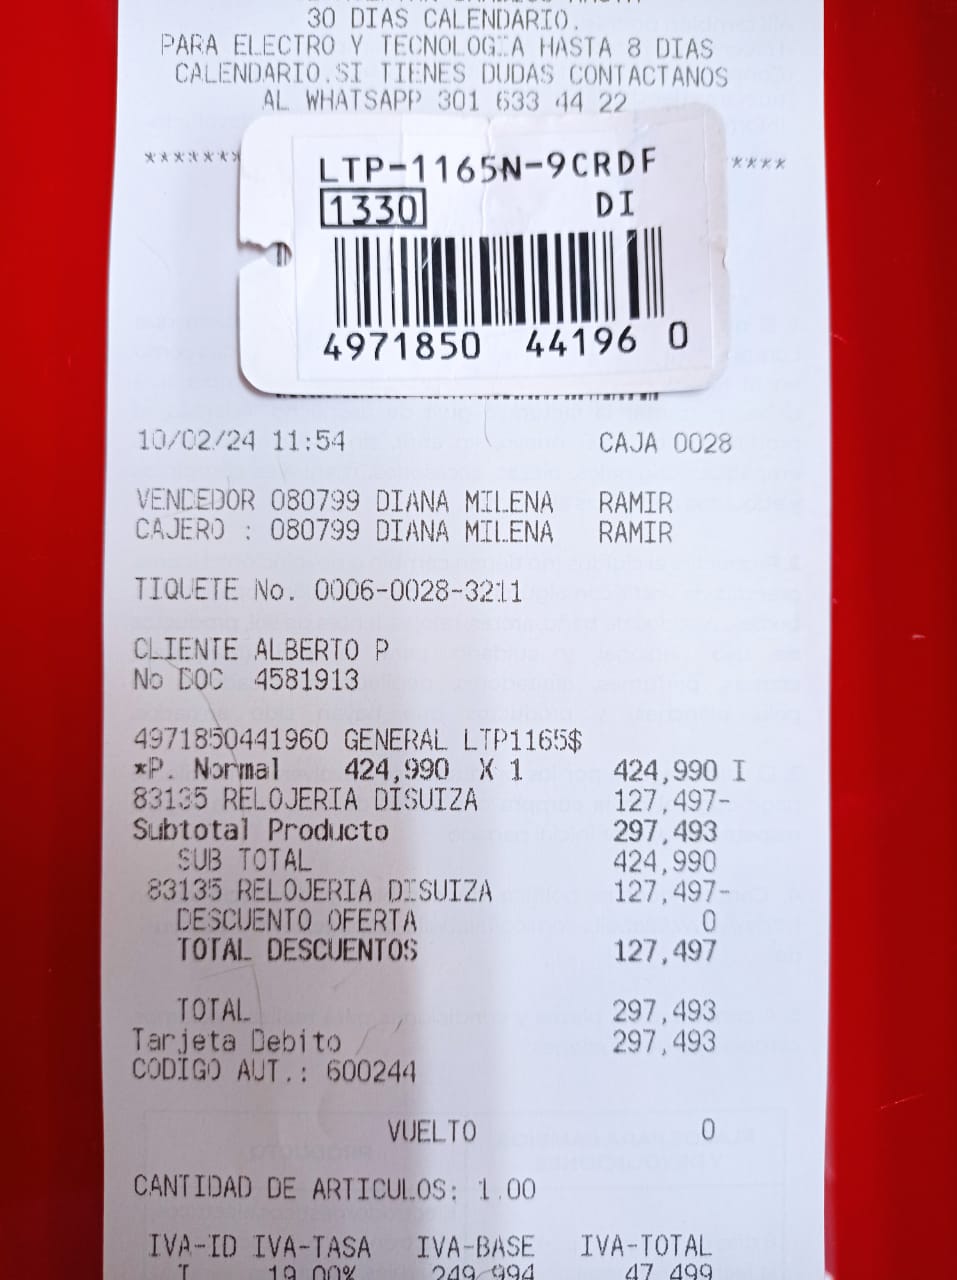 30 DIAS CALENDARIO.
PARA ELECTRO Y TECNOLOGIA HASTA 8 DIAS
CALENDARIO.SI TIENES DUDAS CONTACTANOS
AL WHATSAPP 301 633 44 22
******* ****
LTP-1165N-9CRDF
1330 DI
4971850 44196 0
10/02/24 11:54 CAJA 0028
VENDEDOR 080799 DIANA MILENA RAMIR
CAJERO : 080799 DIANA MILENA RAMIR
TIQUETE No. 0006-0028-3211
CLIENTE ALBERTO P
No DOC 4581913
4971850441960 GENERAL LTP1165$
*P. Normal 424,990 X 1 424,990 I
83135 RELOJERIA DISUIZA 127,497-
Subtotal Producto 297,493
SUB TOTAL 424,990
83135 RELOJERIA DISUIZA 127,497-
DESCUENTO OFERTA 0
TOTAL DESCUENTOS 127,497
TOTAL 297,493
Tarjeta Debito 297,493
CODIGO AUT.: 600244
VUELTO 0
CANTIDAD DE ARTICULOS: 1.00
IVA-ID IVA-TASA IVA-BASE IVA-TOTAL
I 19.00% 249,994 47,499